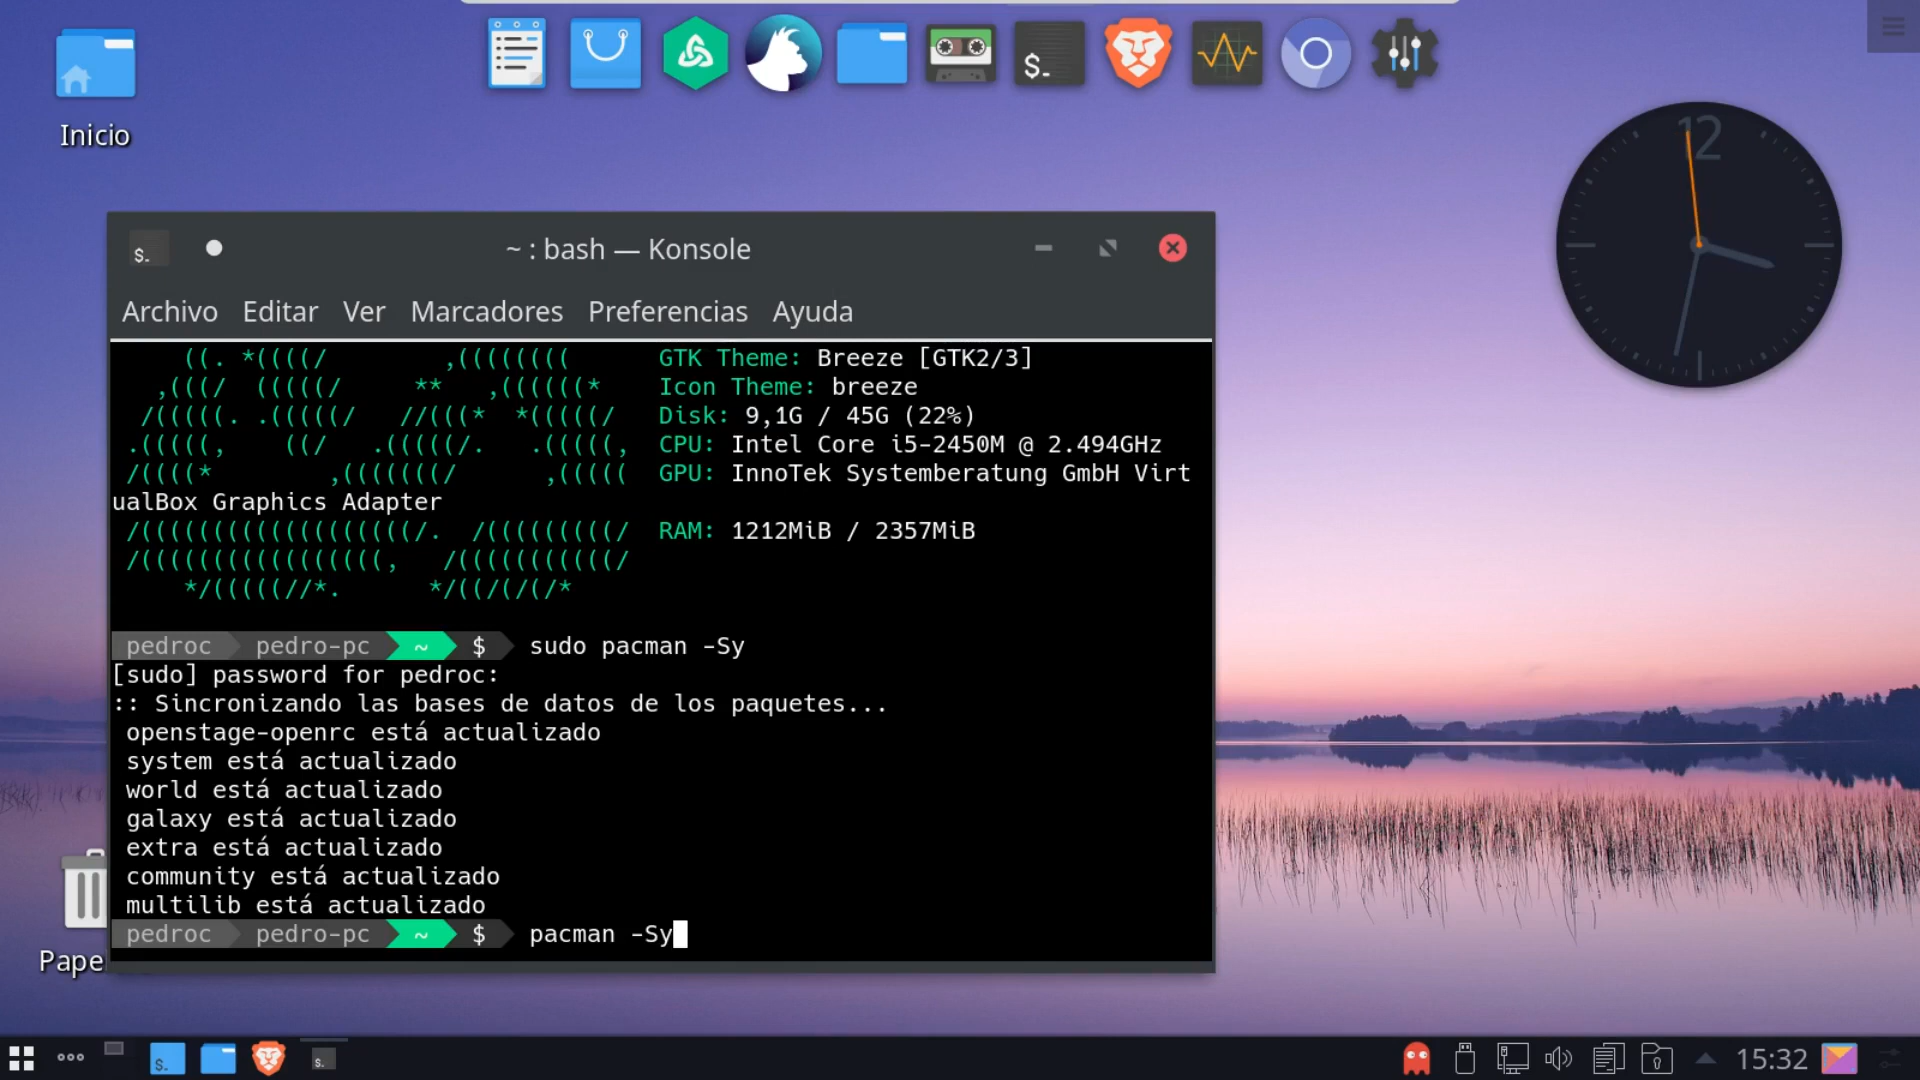 Inicio
$_
12
~ : bash — Konsole
Archivo Editar Ver Marcadores Preferencias Ayuda
((. *((((/ ,(((((((( GTK Theme: Breeze [GTK2/3]
,(((/ (((((/ ** ,((((((* Icon Theme: breeze
/(((((. .(((((/ //(((* *(((((/ Disk: 9,1G / 45G (22%)
.(((((, ((/ .(((((/. .(((((, CPU: Intel Core i5-2450M @ 2.494GHz
/((((* ,(((((((/ ,(((((  GPU: InnoTek Systemberatung GmbH Virt
ualBox Graphics Adapter
/(((((((((((((((((((/. /(((((((((/ RAM: 1212MiB / 2357MiB
/(((((((((((((((((, /(((((((((((/
*/(((((//*. */((/(/(/*
pedroc pedro-pc ~ $ sudo pacman -Sy
[sudo] password for pedroc:
:: Sincronizando las bases de datos de los paquetes...
openstage-openrc está actualizado
system está actualizado
world está actualizado
galaxy está actualizado
extra está actualizado
community está actualizado
multilib está actualizado
pedroc pedro-pc ~ $ pacman -Sy
Pape
15:32